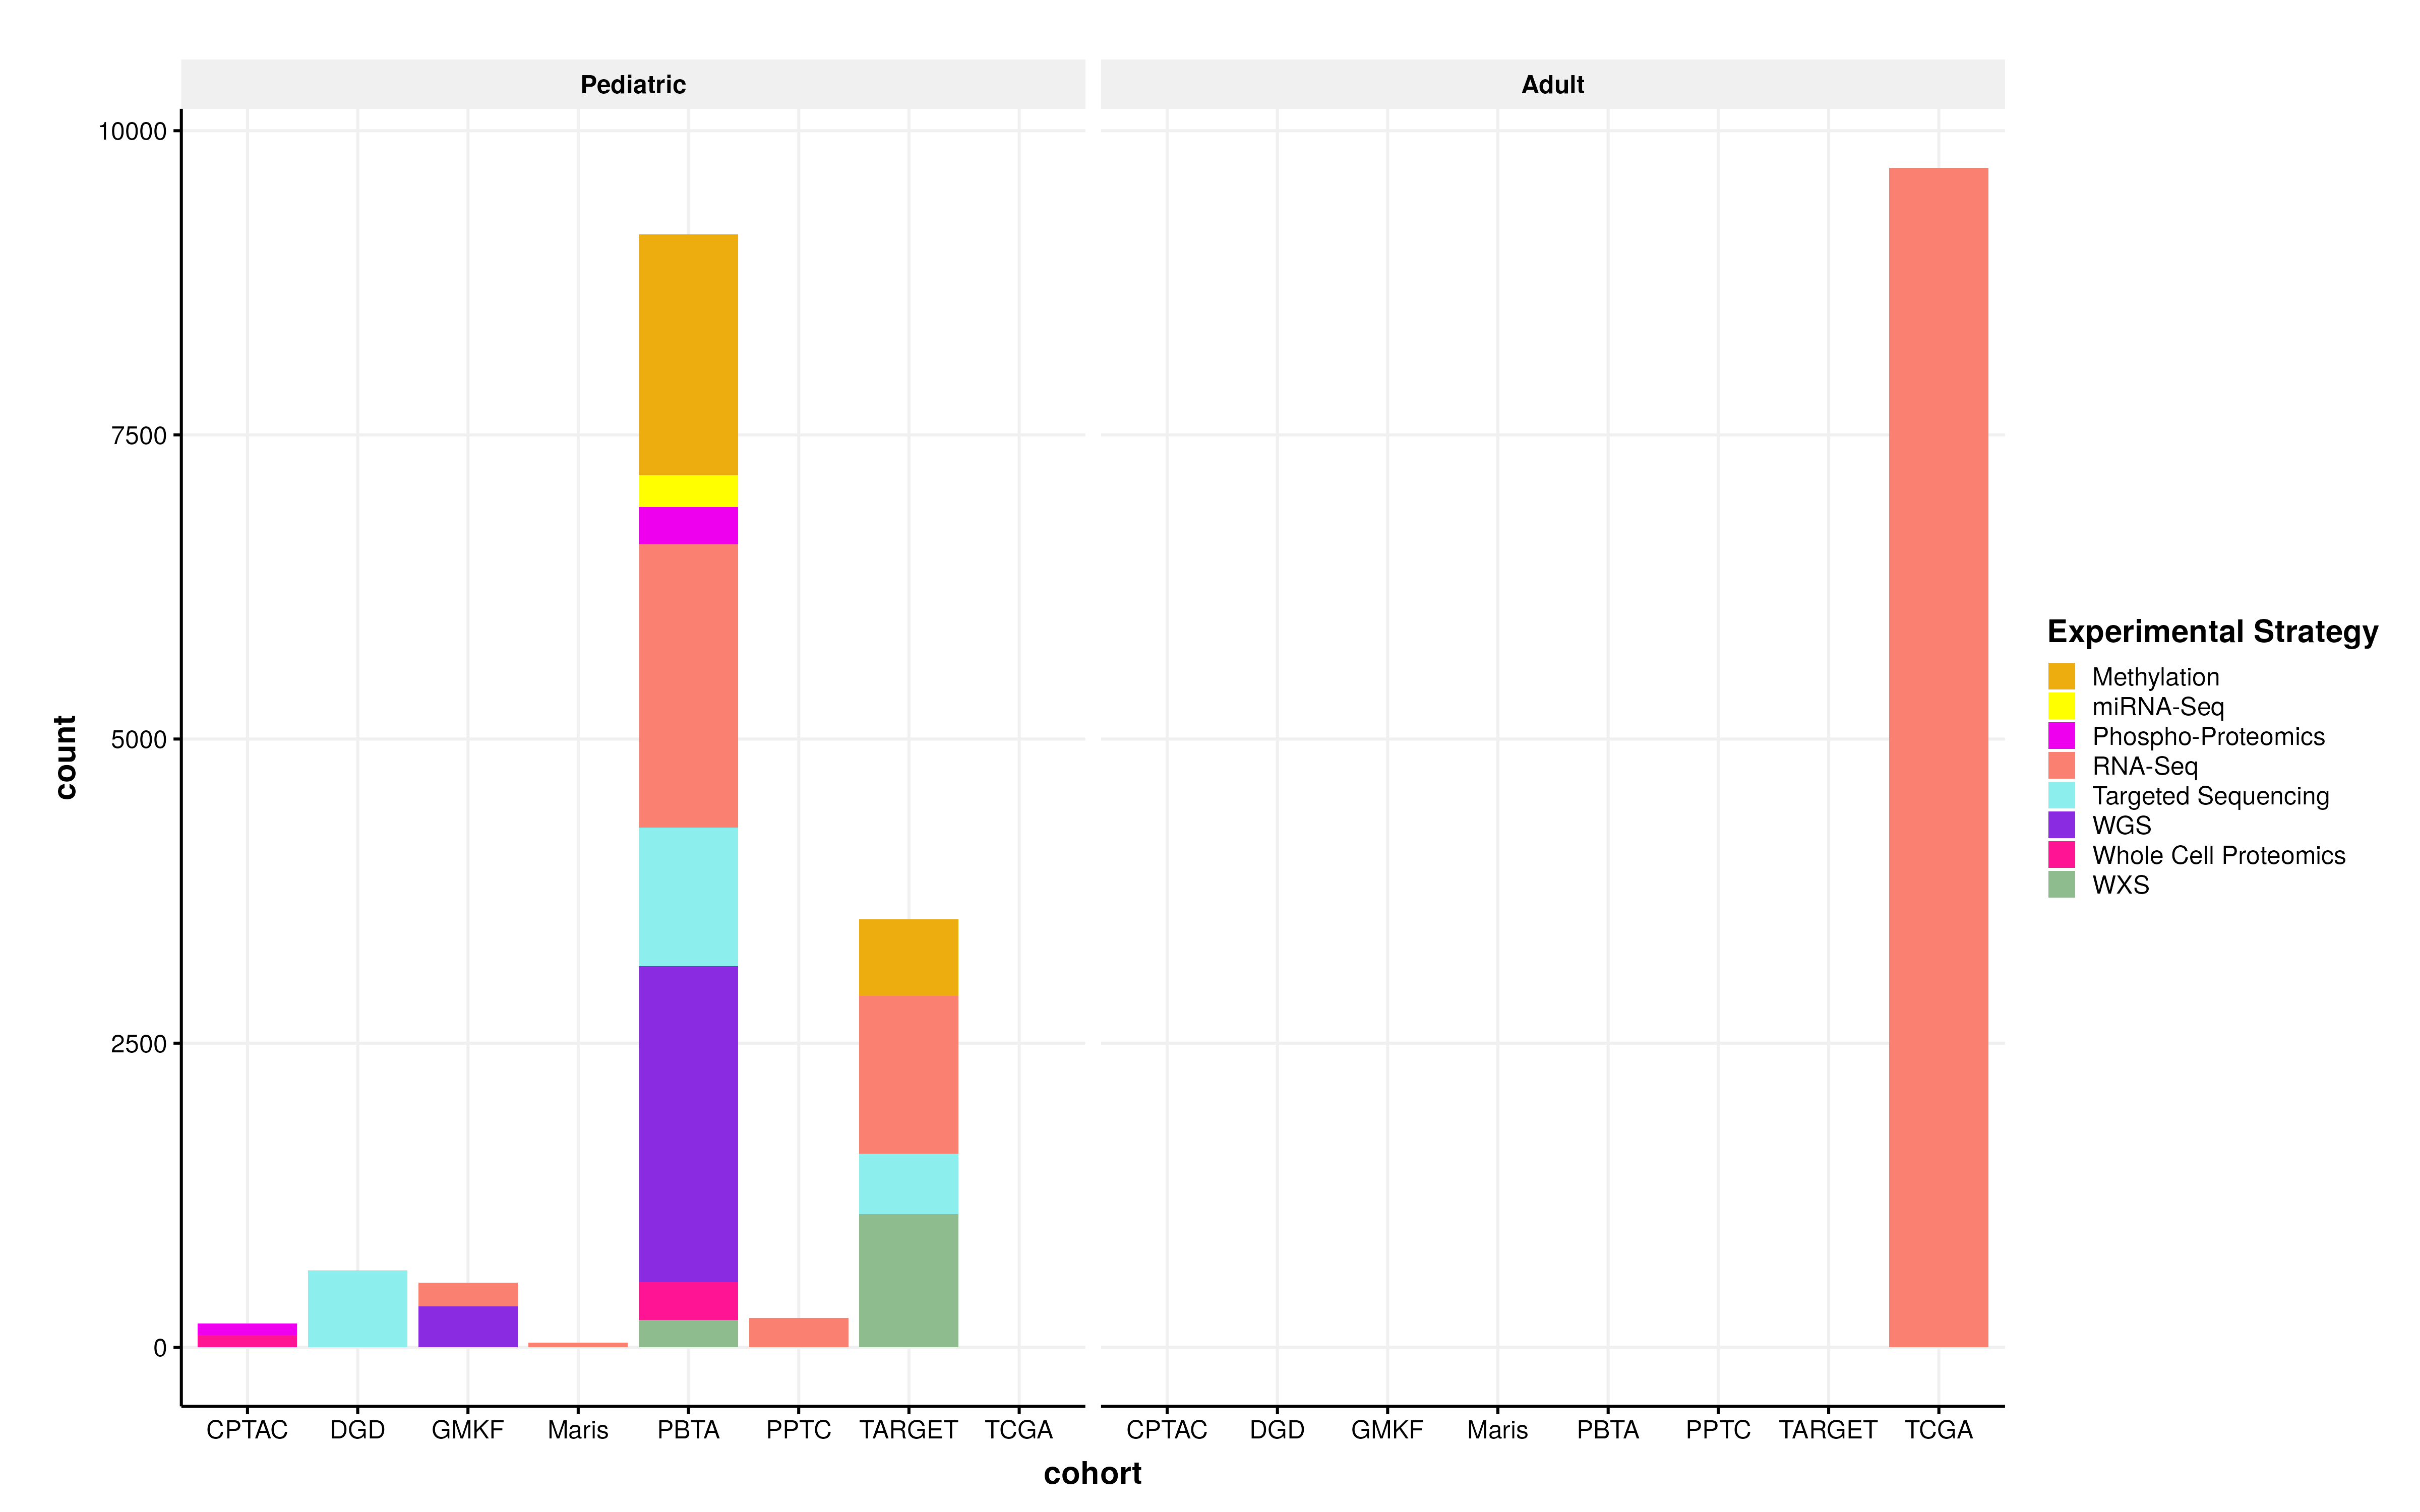 Pediatric
Adult
10000
7500
5000
2500
0
count
CPTAC DGD GMKF Maris PBTA PPTC TARGET TCGA
CPTAC DGD GMKF Maris PBTA PPTC TARGET TCGA
cohort
Experimental Strategy
Methylation
miRNA-Seq
Phospho-Proteomics
RNA-Seq
Targeted Sequencing
WGS
Whole Cell Proteomics
WXS